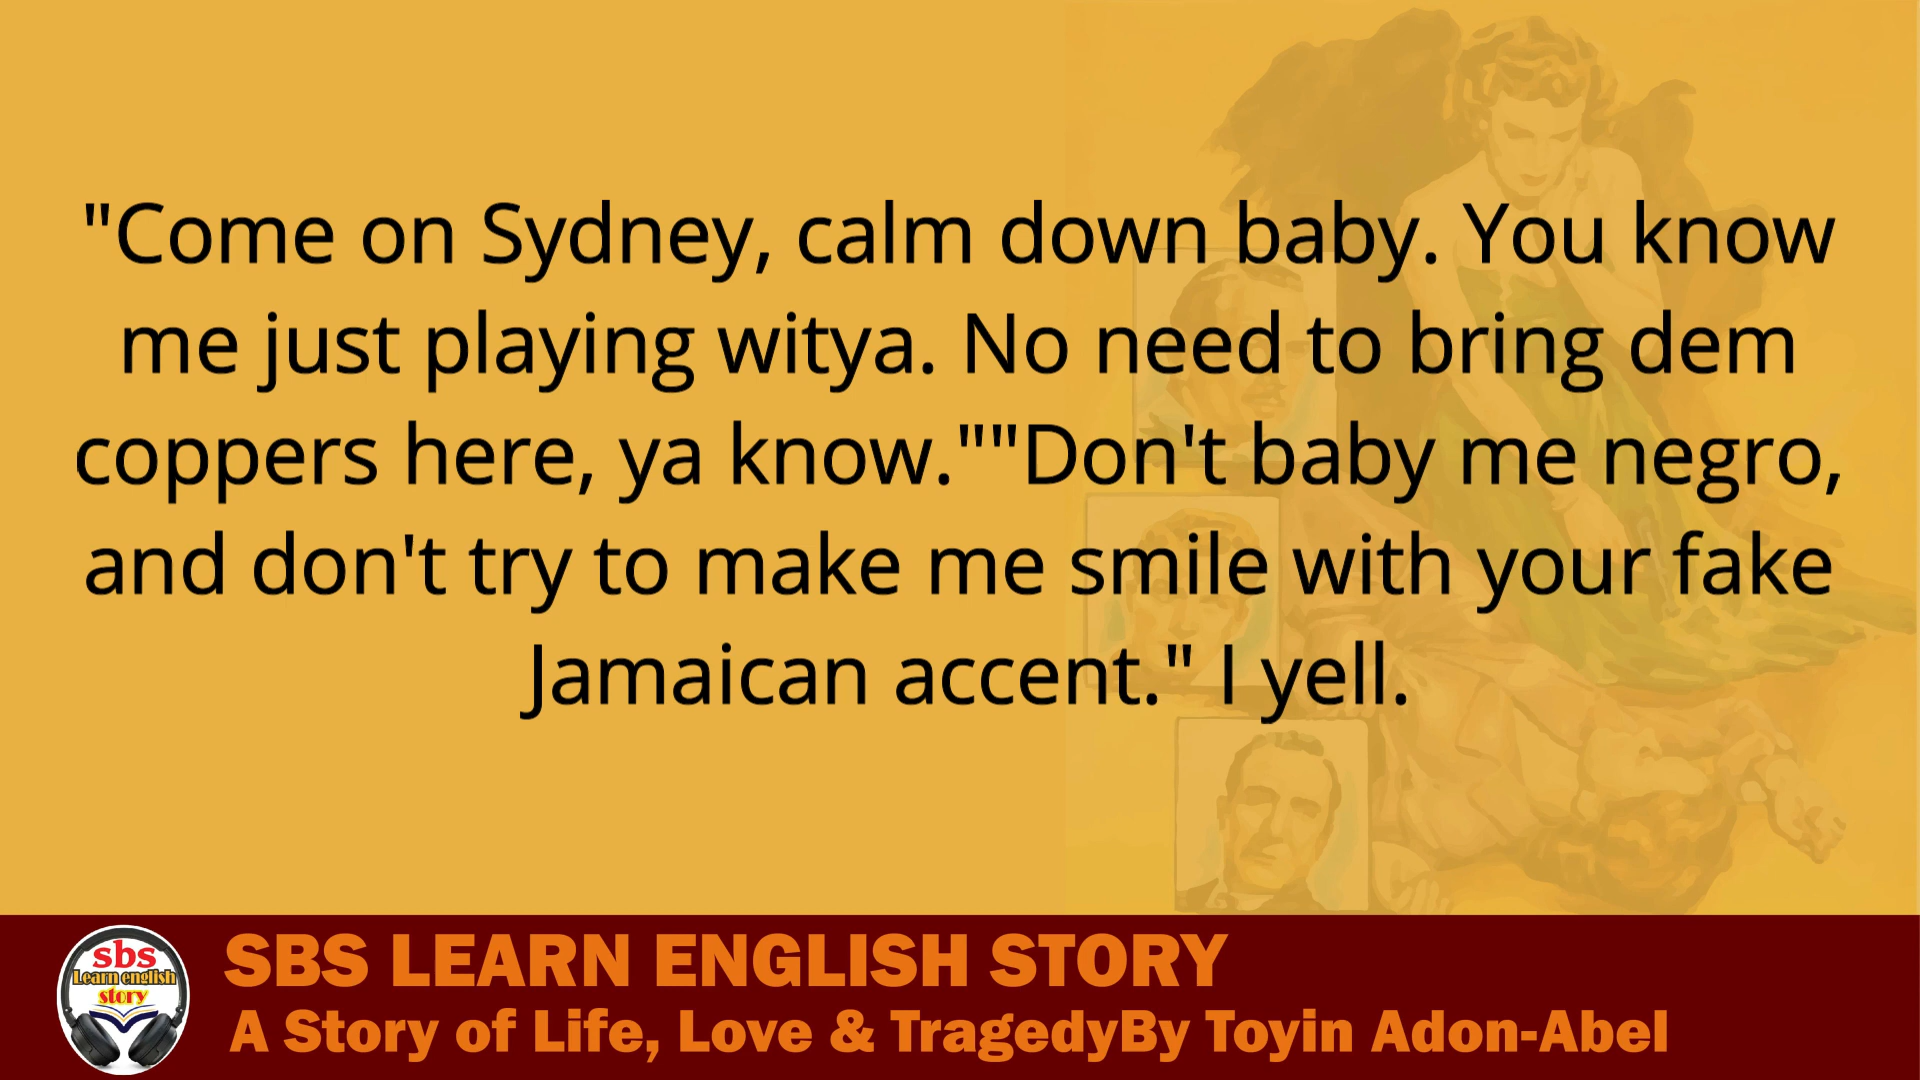 "Come on Sydney, calm down baby. You know
me just playing witya. No need to bring dem
coppers here, ya know.""Don't baby me negro,
and don't try to make me smile with your fake
Jamaican accent." I yell.
sbs
Learn english
story
SBS LEARN ENGLISH STORY
A Story of Life, Love & TragedyBy Toyin Adon-Abel